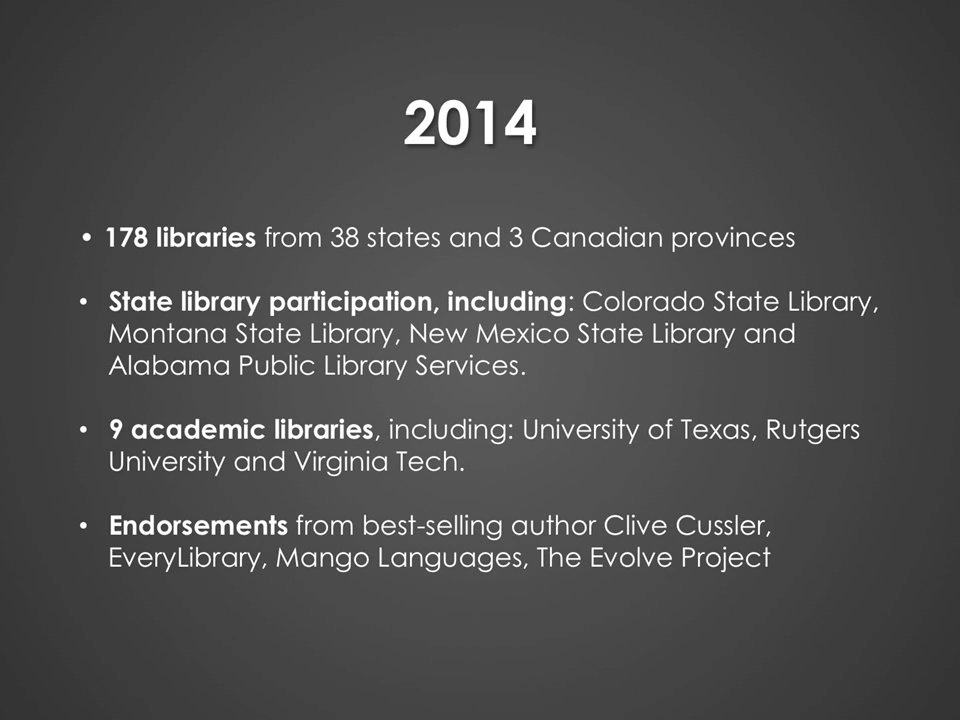 2014
• 178 libraries from 38 states and 3 Canadian provinces
• State library participation, including: Colorado State Library,
Montana State Library, New Mexico State Library and
Alabama Public Library Services.
• 9 academic libraries, including: University of Texas, Rutgers
University and Virginia Tech.
• Endorsements from best-selling author Clive Cussler,
EveryLibrary, Mango Languages, The Evolve Project